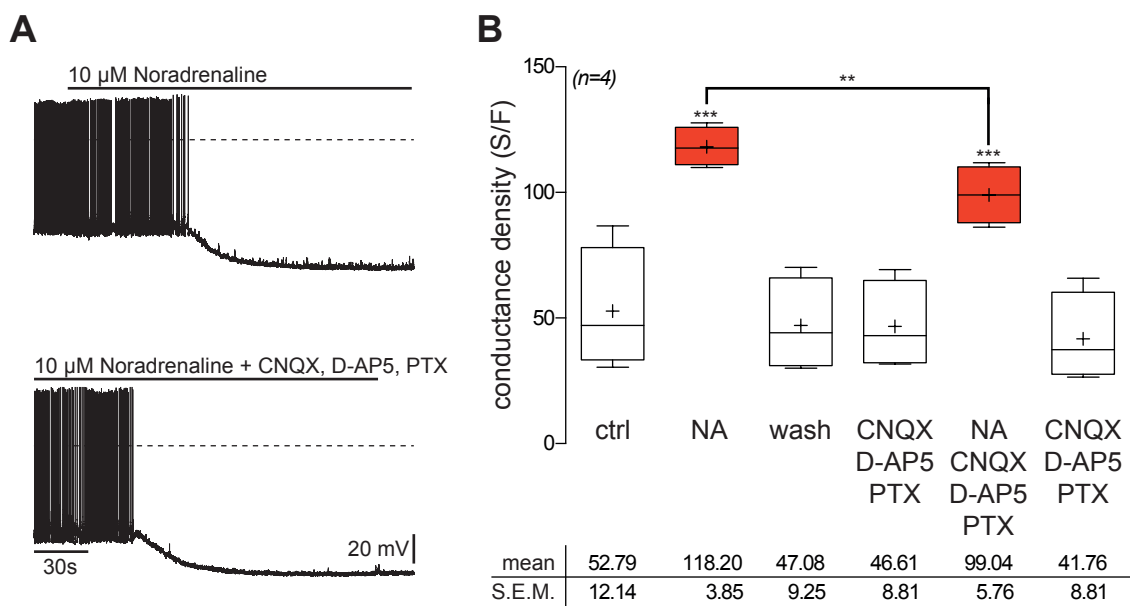 A
10 µM Noradrenaline
10 µM Noradrenaline + CNQX, D-AP5, PTX
30s
20 mV
B
conductance density (S/F)
150
100
50
0
(n=4)
**
***
***
ctrl NA wash CNQX NA CNQX
D-AP5 CNQX D-AP5
PTX D-AP5 PTX
PTX
mean 52.79 118.20 47.08 46.61 99.04 41.76
S.E.M. 12.14 3.85 9.25 8.81 5.76 8.81